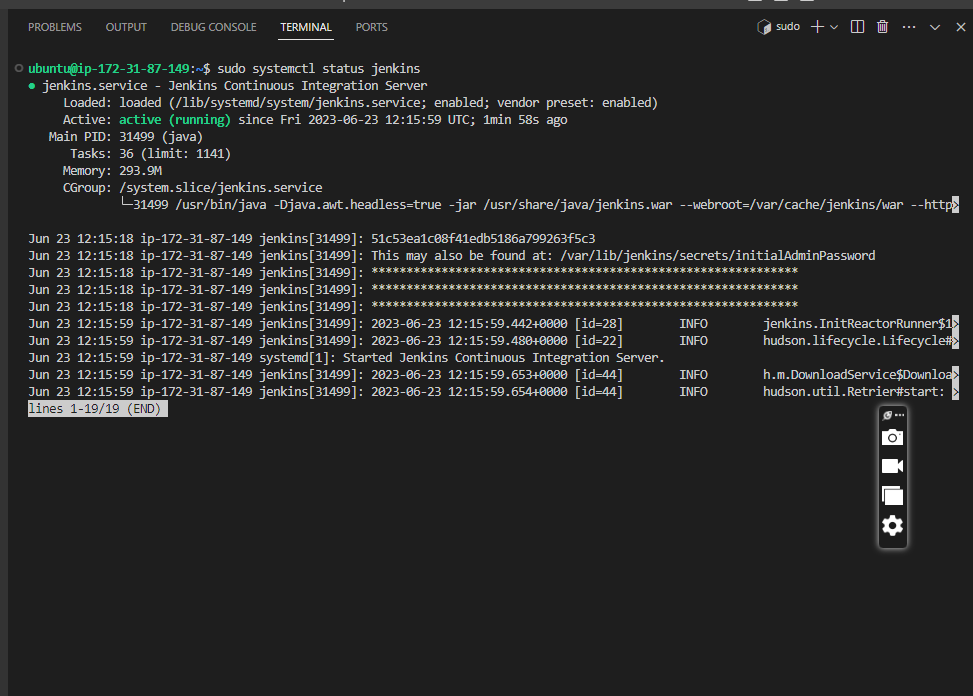 PROBLEMS OUTPUT DEBUG CONSOLE TERMINAL PORTS sudo
ubuntu@ip-172-31-87-149:~$ sudo systemctl status jenkins
● jenkins.service - Jenkins Continuous Integration Server
Loaded: loaded (/lib/systemd/system/jenkins.service; enabled; vendor preset: enabled)
Active: active (running) since Fri 2023-06-23 12:15:59 UTC; 1min 58s ago
Main PID: 31499 (java)
Tasks: 36 (limit: 1141)
Memory: 293.9M
CGroup: /system.slice/jenkins.service
└─31499 /usr/bin/java -Djava.awt.headless=true -jar /usr/share/java/jenkins.war --webroot=/var/cache/jenkins/war --http>
Jun 23 12:15:18 ip-172-31-87-149 jenkins[31499]: 51c53ea1c08f41edb5186a799263f5c3
Jun 23 12:15:18 ip-172-31-87-149 jenkins[31499]: This may also be found at: /var/lib/jenkins/secrets/initialAdminPassword
Jun 23 12:15:18 ip-172-31-87-149 jenkins[31499]: *************************************************************
Jun 23 12:15:18 ip-172-31-87-149 jenkins[31499]: *************************************************************
Jun 23 12:15:18 ip-172-31-87-149 jenkins[31499]: *************************************************************
Jun 23 12:15:59 ip-172-31-87-149 jenkins[31499]: 2023-06-23 12:15:59.442+0000 [id=28] INFO jenkins.InitReactorRunner$1>
Jun 23 12:15:59 ip-172-31-87-149 jenkins[31499]: 2023-06-23 12:15:59.480+0000 [id=22] INFO hudson.lifecycle.Lifecycle#>
Jun 23 12:15:59 ip-172-31-87-149 systemd[1]: Started Jenkins Continuous Integration Server.
Jun 23 12:15:59 ip-172-31-87-149 jenkins[31499]: 2023-06-23 12:15:59.653+0000 [id=44] INFO h.m.DownloadService$Downloa>
Jun 23 12:15:59 ip-172-31-87-149 jenkins[31499]: 2023-06-23 12:15:59.654+0000 [id=44] INFO hudson.util.Retrier#start: >
lines 1-19/19 (END)